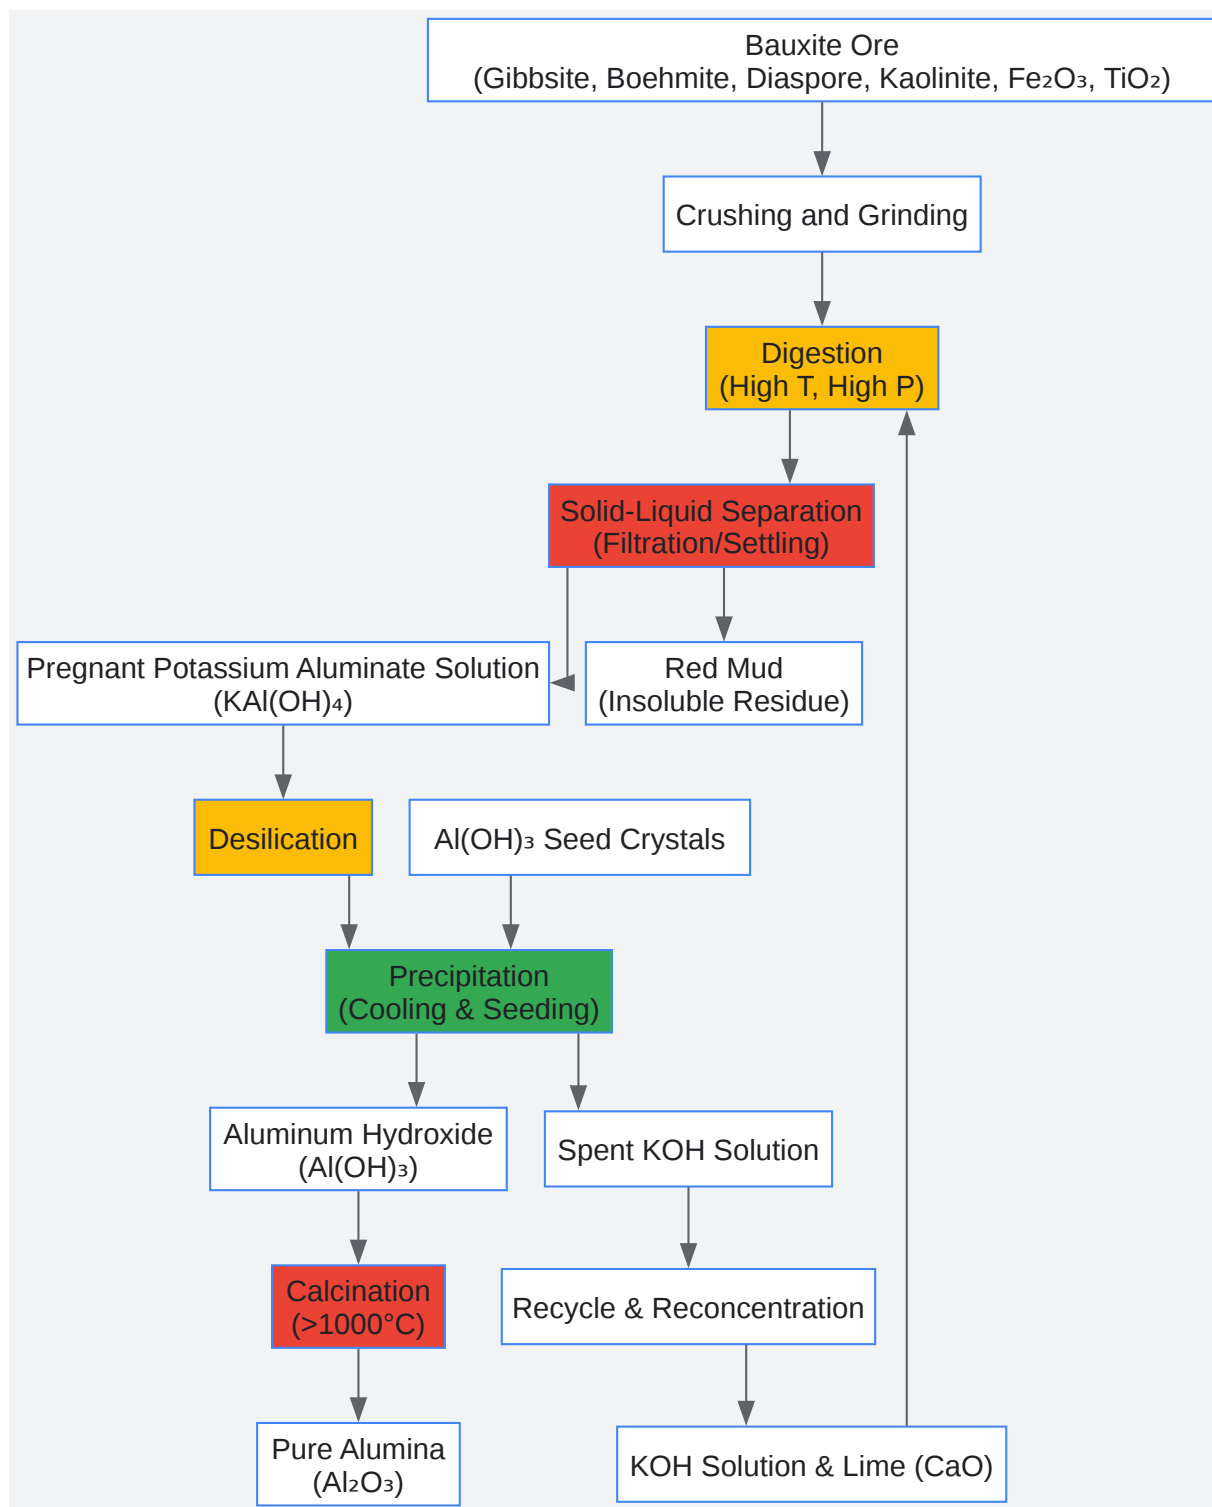 Bauxite Ore
(Gibbsite, Boehmite, Diaspore, Kaolinite, Fe₂O₃, TiO₂)
Crushing and Grinding
Digestion
(High T, High P)
Solid-Liquid Separation
(Filtration/Settling)
Pregnant Potassium Aluminate Solution
(KAl(OH)₄)
Red Mud
(Insoluble Residue)
Desilication
Al(OH)₃ Seed Crystals
Precipitation
(Cooling & Seeding)
Aluminum Hydroxide
(Al(OH)₃)
Spent KOH Solution
Calcination
(>1000°C)
Recycle & Reconcentration
Pure Alumina
(Al₂O₃)
KOH Solution & Lime (CaO)